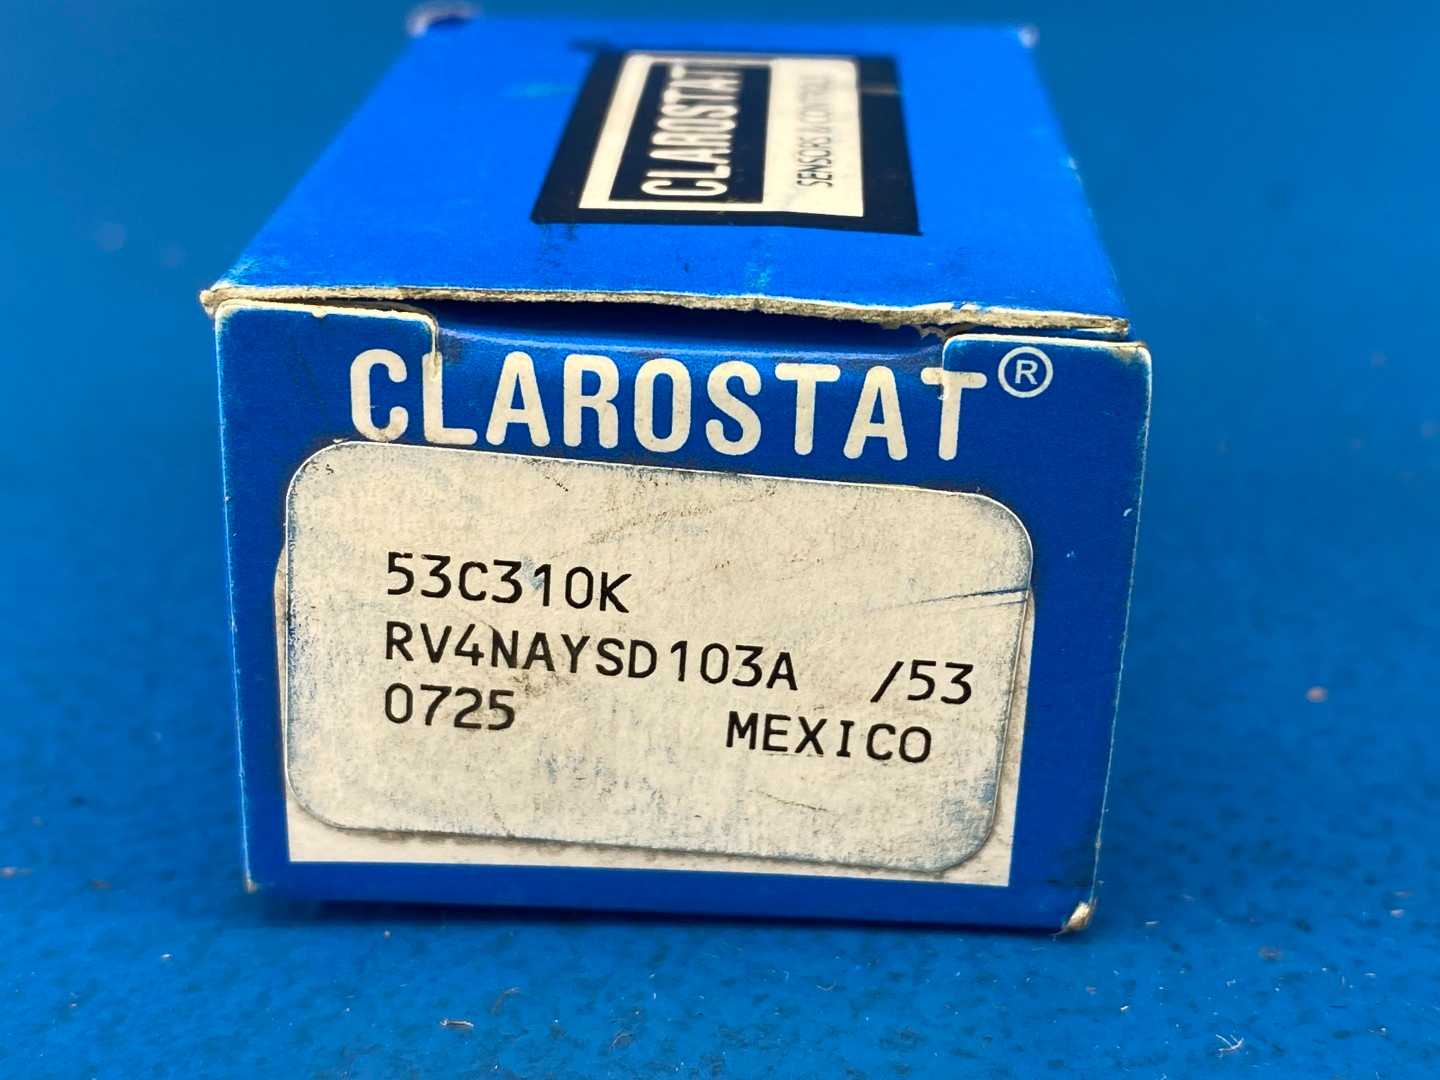 CLAROSTAT
SENSORS & CONTROLS
CLAROSTAT®
53C310K
RV4NAYSD103A /53
0725 MEXICO